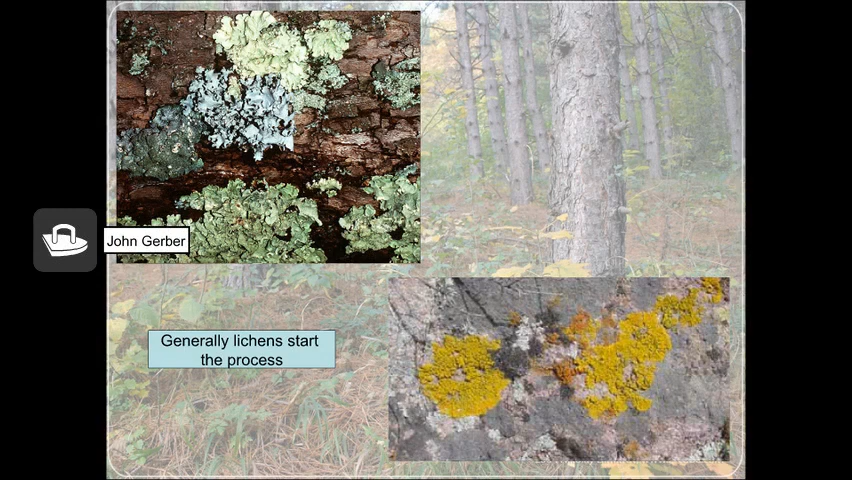 John Gerber
Generally lichens start
the process